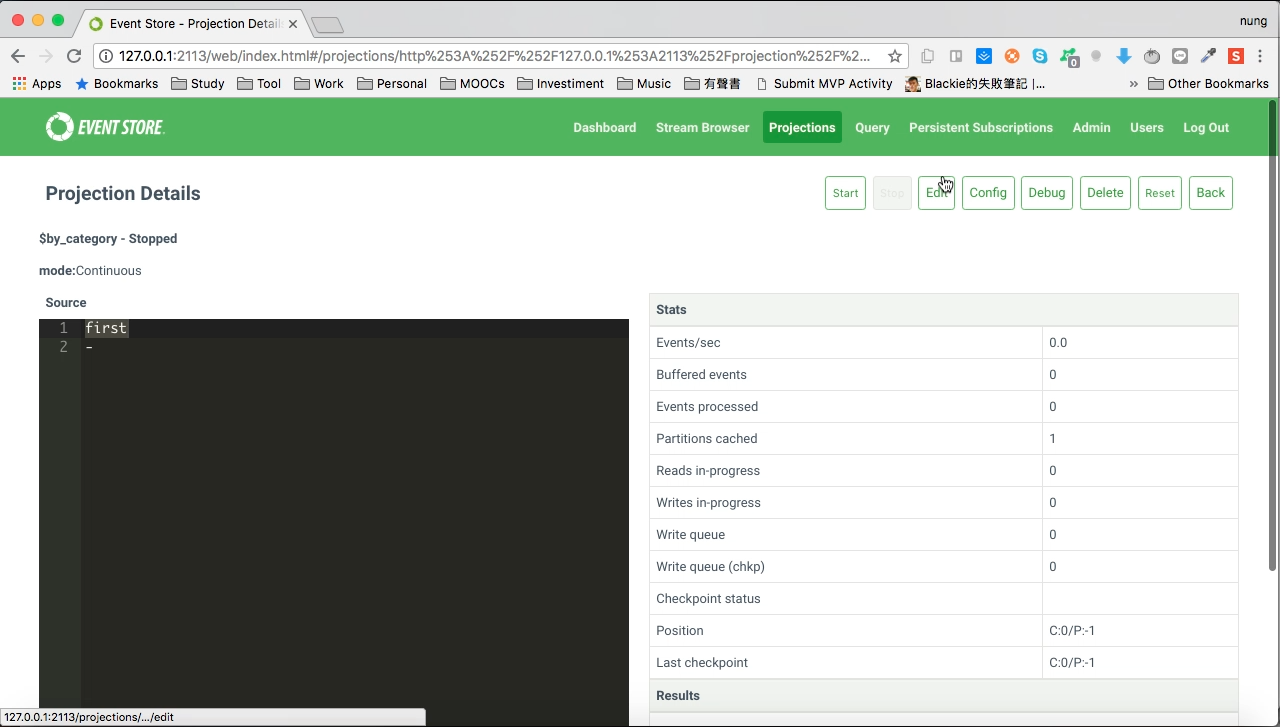 Event Store - Projection Details
nung
127.0.0.1:2113/web/index.html#/projections/http%253A%252F%252F127.0.0.1%253A2113%252Fprojection%252F%2...
0
S
Apps Bookmarks Study Tool Work Personal MOOCs Investiment Music 有聲書 Submit MVP Activity Blackie的失敗筆記 |... » Other Bookmarks
EVENT STORE
Dashboard Stream Browser Projections Query Persistent Subscriptions Admin Users Log Out
Projection Details
Start Stop Edit Config Debug Delete Reset Back
$by_category - Stopped
mode:Continuous
Source
1 first
2 -
Stats
Events/sec 0.0
Buffered events 0
Events processed 0
Partitions cached 1
Reads in-progress 0
Writes in-progress 0
Write queue 0
Write queue (chkp) 0
Checkpoint status
Position C:0/P:-1
Last checkpoint C:0/P:-1
Results
127.0.0.1:2113/projections/.../edit